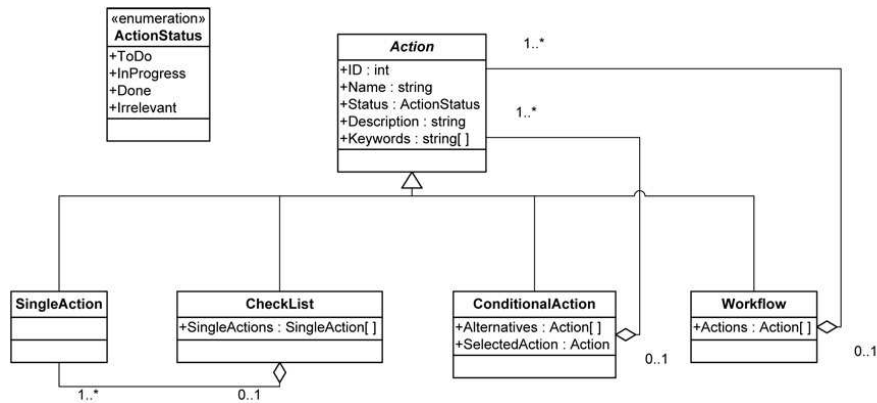 «enumeration»
ActionStatus
+ToDo
+InProgress
+Done
+Irrelevant
Action
+ID : int
+Name : string
+Status : ActionStatus
+Description : string
+Keywords : string[ ]
1..*
1..*
SingleAction
CheckList
+SingleActions : SingleAction[ ]
ConditionalAction
+Alternatives : Action[ ]
+SelectedAction : Action
Workflow
+Actions : Action[ ]
0..1
0..1
1..*
0..1